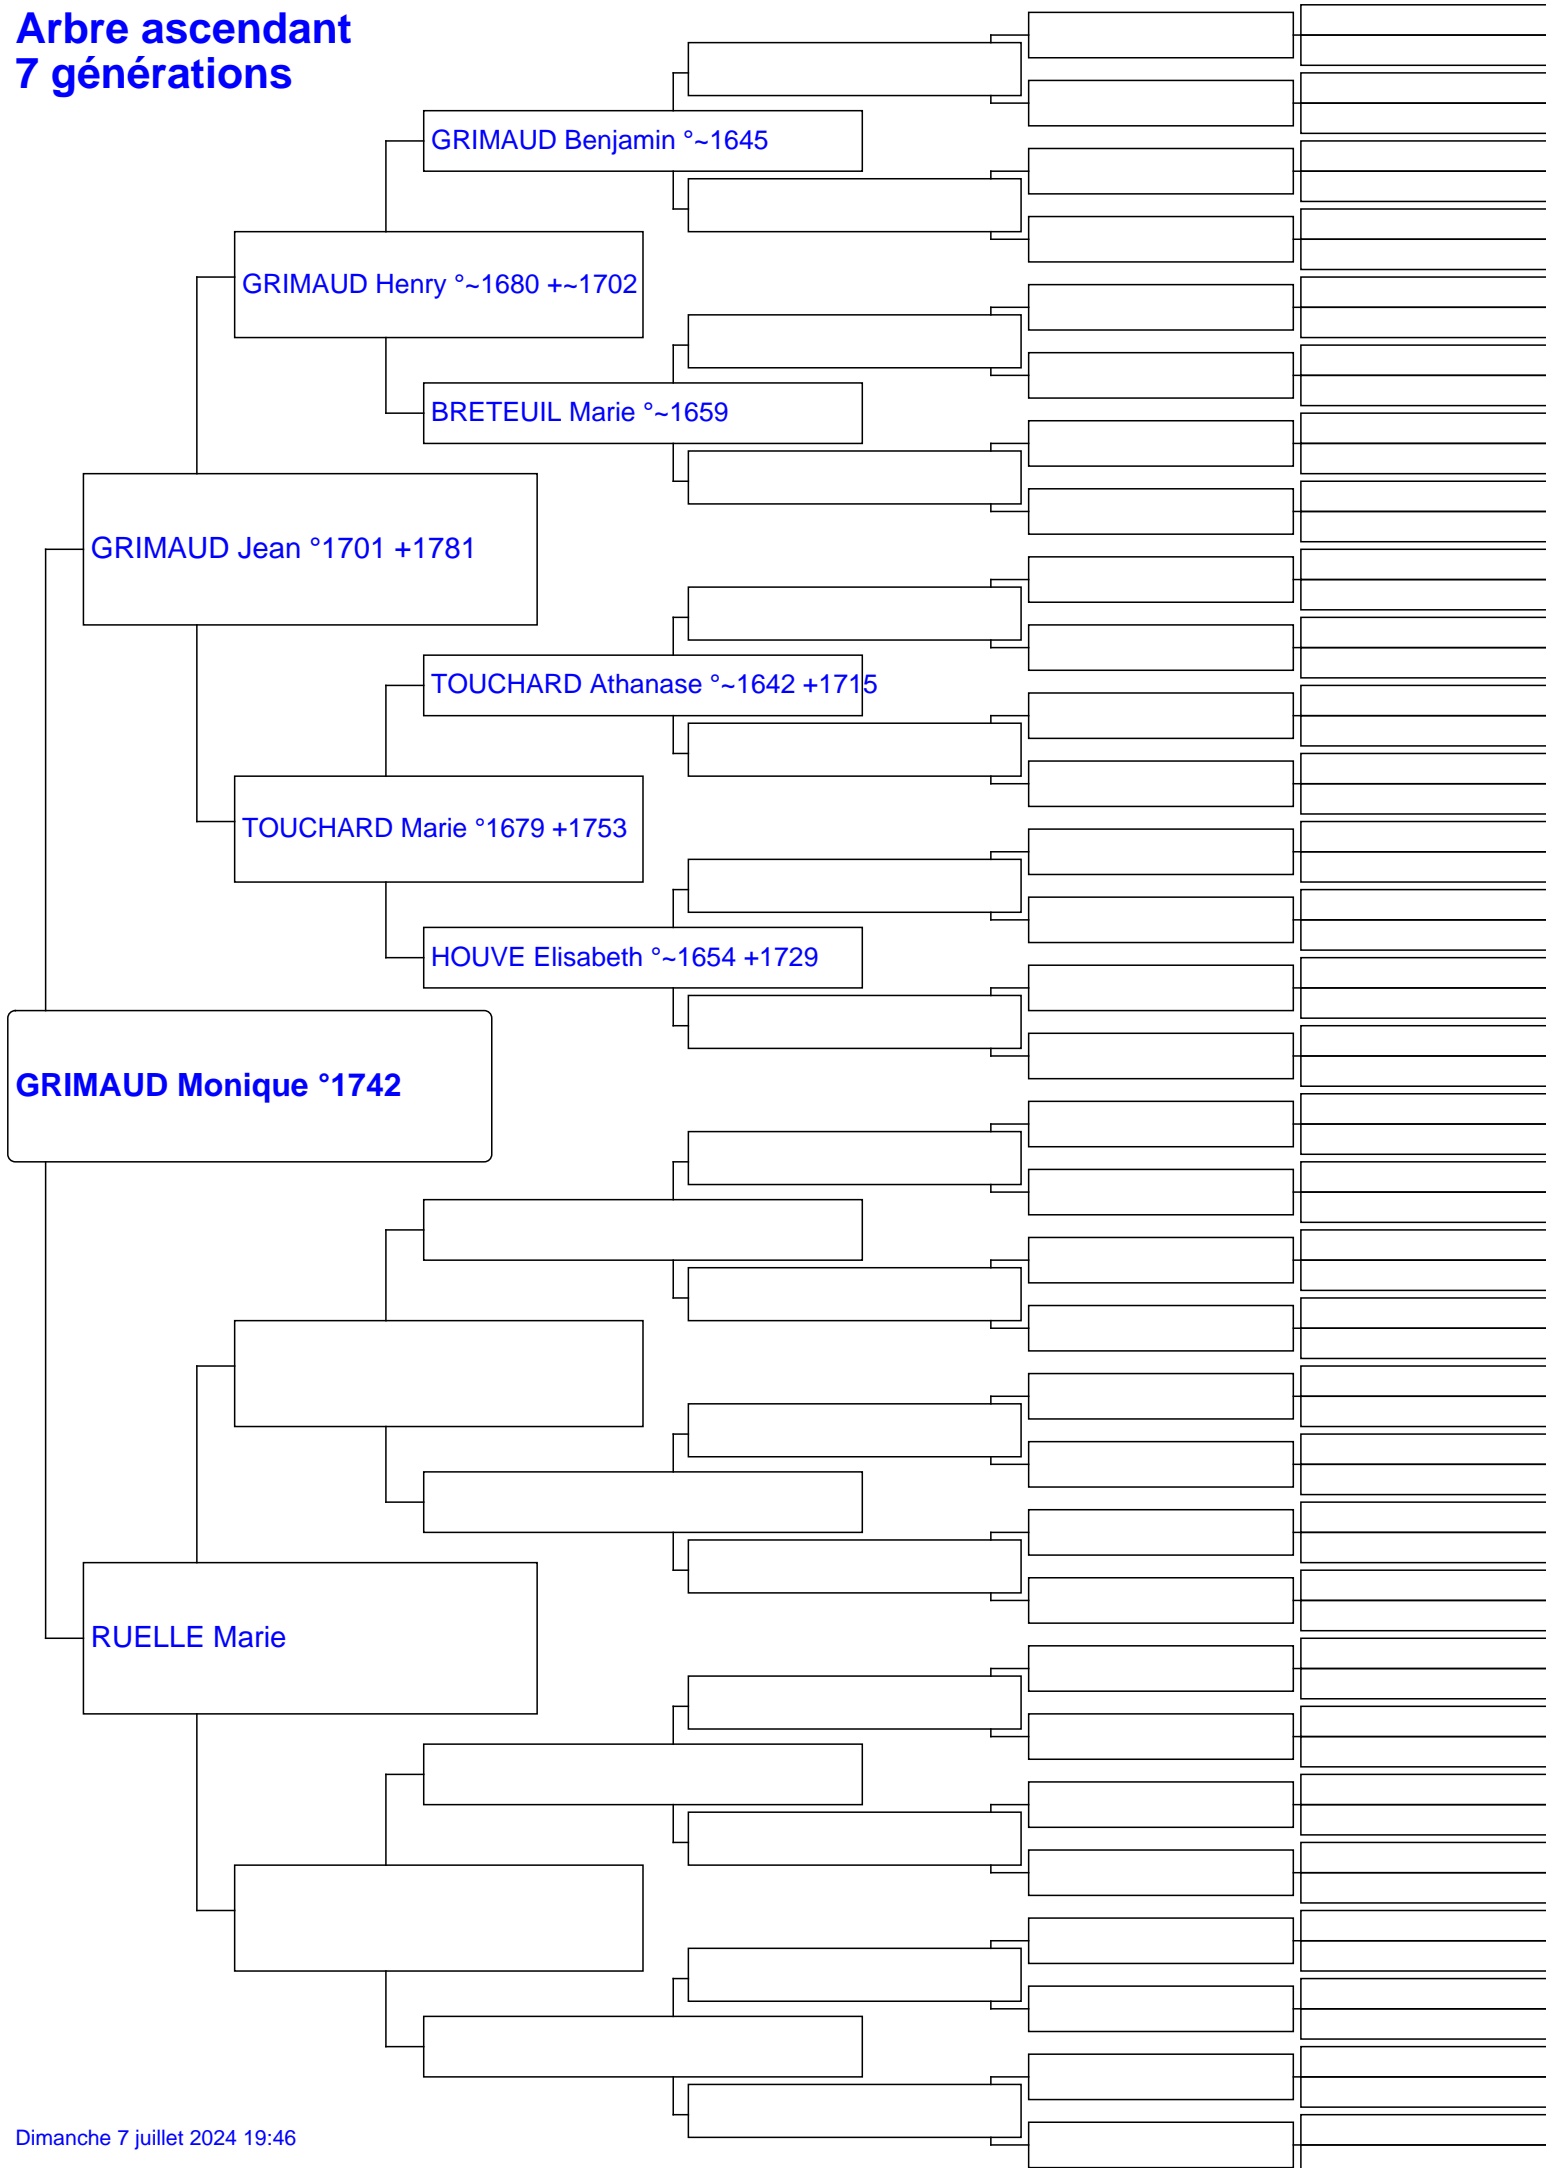 Arbre ascendant
7 générations
GRIMAUD Benjamin °~1645
GRIMAUD Henry °~1680 +~1702
BRETEUIL Marie °~1659
GRIMAUD Jean °1701 +1781
TOUCHARD Athanase °~1642 +1715
TOUCHARD Marie °1679 +1753
HOUVE Elisabeth °~1654 +1729
GRIMAUD Monique °1742
RUELLE Marie
Dimanche 7 juillet 2024 19:46